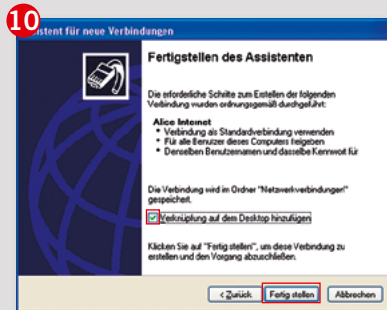 10
istent für neue Verbindungen
Fertigstellen des Assistenten
Die erforderliche Schritte zum Erstellen der folgenden
Verbindung wurden ordnungsgemäß durchgeführt:
Alice Internet
* Verbindung als Standardverbindung verwenden
* Für alle Benutzer dieses Computers freigeben
* Denselben Benutzernamen und dasselbe Kennwort für
Die Verbindung wird im Ordner "Netzwerkverbindungen"
gespeichert.
Verknüpfung auf dem Desktop hinzufügen
Klicken Sie auf "Fertig stellen", um diese Verbindung zu
erstellen und den Vorgang abzuschließen.
< Zurück Fertig stellen Abbrechen